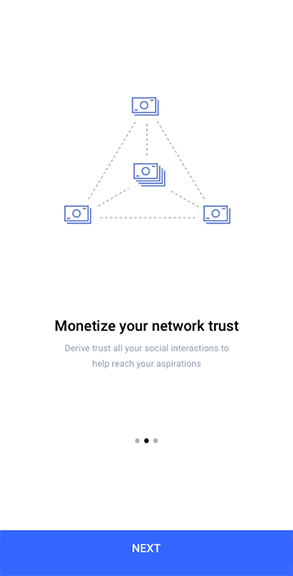 Monetize your network trust
Derive trust all your social interactions to
help reach your aspirations
NEXT